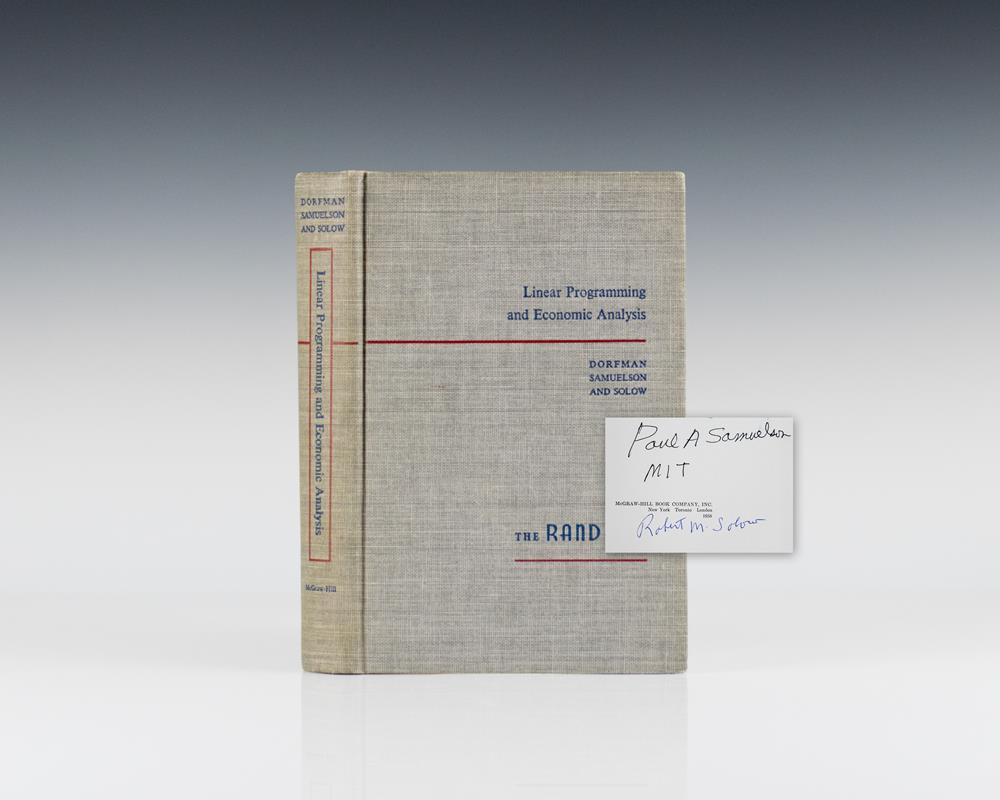 DORFMAN
SAMUELSON
AND SOLOW
Linear Programming and Economic Analysis
McGraw-Hill
Linear Programming
and Economic Analysis
DORFMAN
SAMUELSON
AND SOLOW
THE RAND
Paul A Samuelson
MIT
McGRAW-HILL BOOK COMPANY, INC.
New York Toronto London
1958
Robert M. Solow